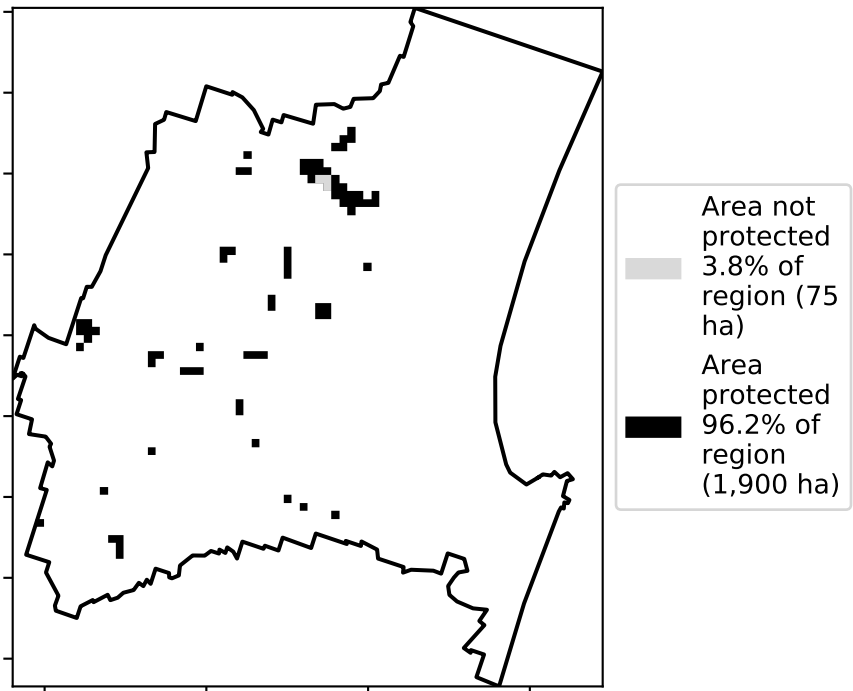 Area not
protected
3.8% of
region (75
ha)
Area
protected
96.2% of
region
(1,900 ha)